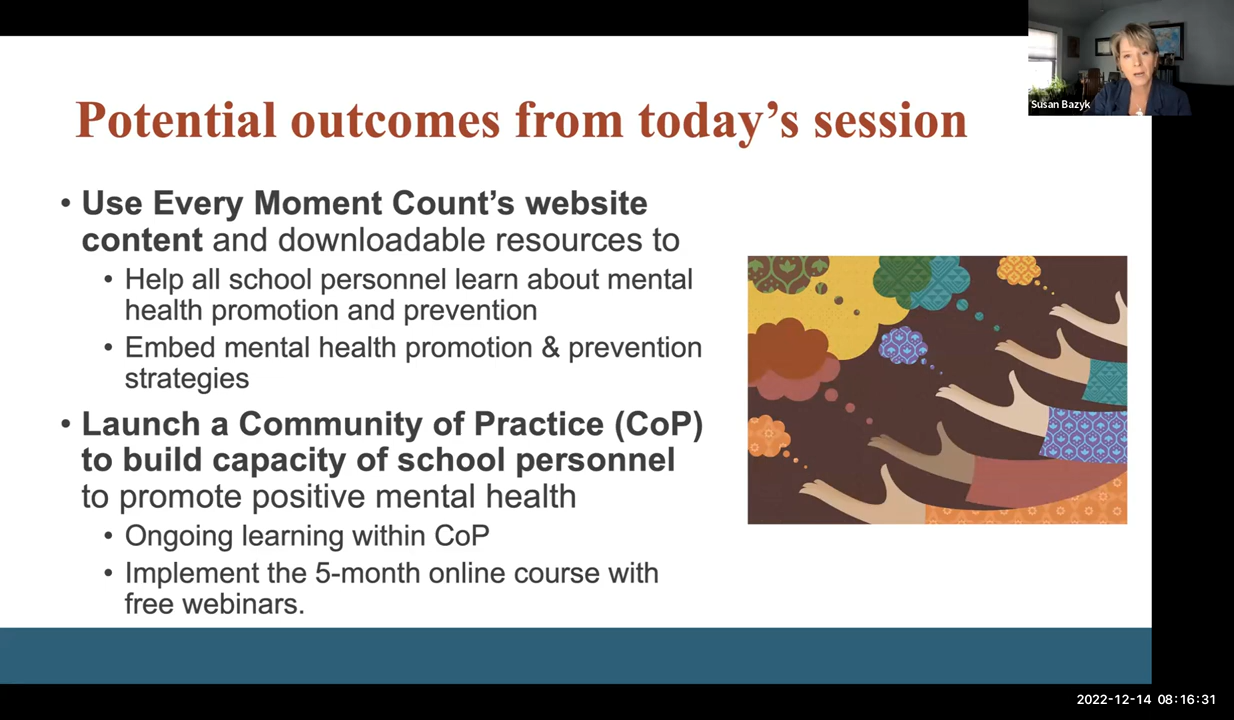 Susan Bazyk
Potential outcomes from today’s session
• Use Every Moment Count’s website
content and downloadable resources to
• Help all school personnel learn about mental
health promotion and prevention
• Embed mental health promotion & prevention
strategies
• Launch a Community of Practice (CoP)
to build capacity of school personnel
to promote positive mental health
• Ongoing learning within CoP
• Implement the 5-month online course with
free webinars.
2022-12-14 08:16:31